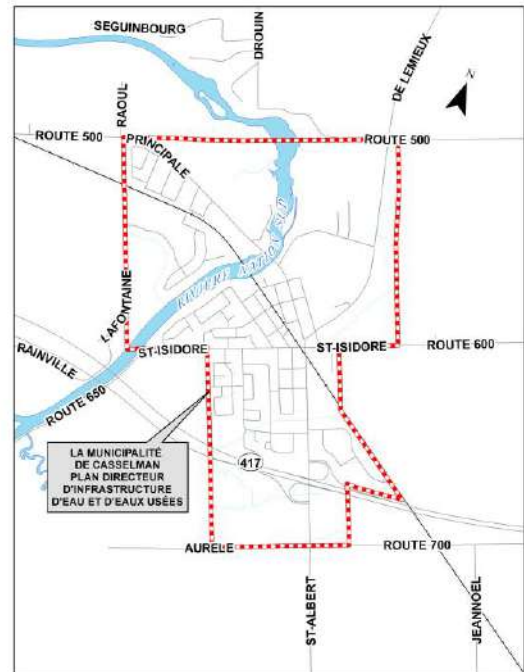 SEGUINBOURG
DROUIN
DE LEMIEUX
N
RAOUL
ROUTE 500
PRINCIPALE
ROUTE 500
RIVIÈRE NATION SUD
LAFONTAINE
ST-ISIDORE
ST-ISIDORE
ROUTE 600
RAINVILLE
ROUTE 650
LA MUNICIPALITÉ
DE CASSELMAN
PLAN DIRECTEUR
D'INFRASTRUCTURE
D'EAU ET D'EAUX USÉES
417
AURELE
ROUTE 700
ST-ALBERT
JEANNOEL